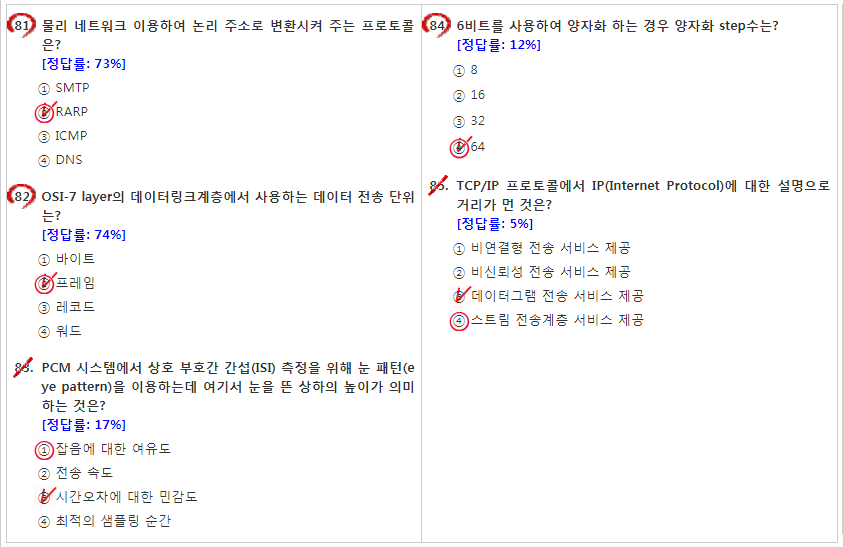 81. 물리 네트워크 이용하여 논리 주소로 변환시켜 주는 프로토콜
은?
[정답률: 73%]
① SMTP
② RARP
③ ICMP
④ DNS
82. OSI-7 layer의 데이터링크계층에서 사용하는 데이터 전송 단위
는?
[정답률: 74%]
① 바이트
② 프레임
③ 레코드
④ 워드
83. PCM 시스템에서 상호 부호간 간섭(ISI) 측정을 위해 눈 패턴(e
ye pattern)을 이용하는데 여기서 눈을 뜬 상하의 높이가 의미
하는 것은?
[정답률: 17%]
① 잡음에 대한 여유도
② 전송 속도
③ 시간오차에 대한 민감도
④ 최적의 샘플링 순간
84. 6비트를 사용하여 양자화 하는 경우 양자화 step수는?
[정답률: 12%]
① 8
② 16
③ 32
④ 64
85. TCP/IP 프로토콜에서 IP(Internet Protocol)에 대한 설명으로
거리가 먼 것은?
[정답률: 5%]
① 비연결형 전송 서비스 제공
② 비신뢰성 전송 서비스 제공
③ 데이터그램 전송 서비스 제공
④ 스트림 전송계층 서비스 제공